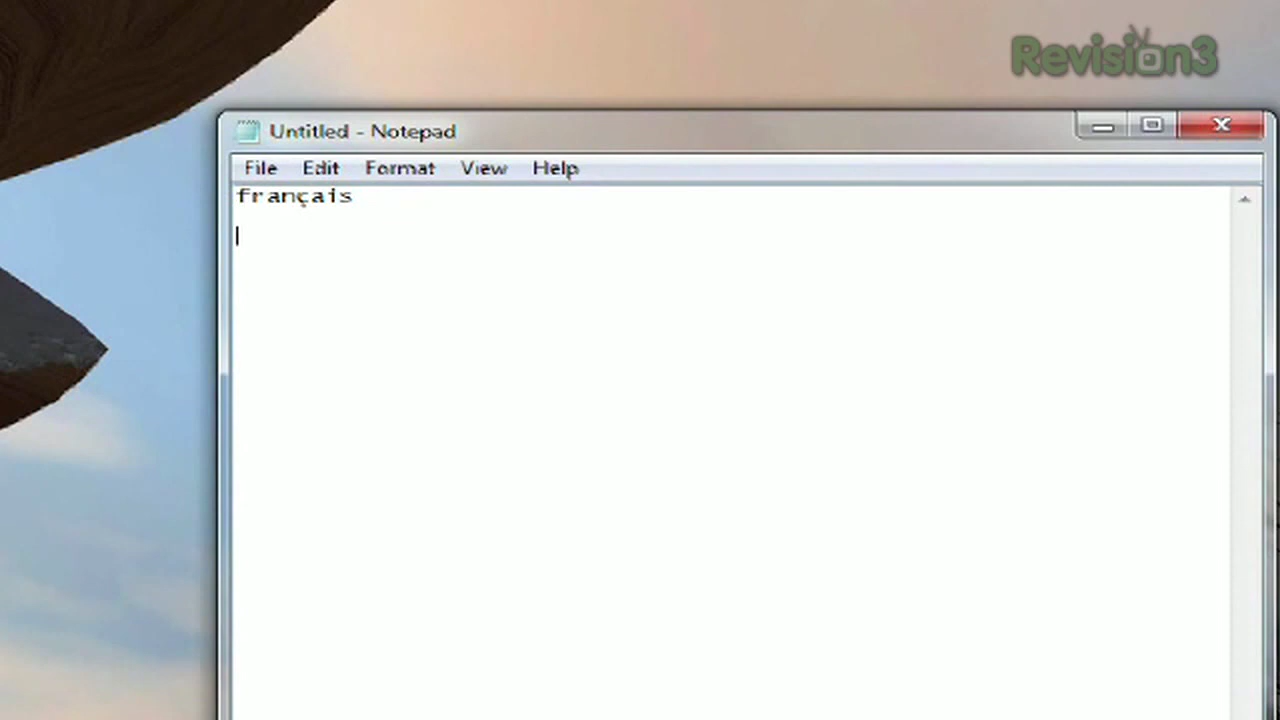 Revision3
Untitled - Notepad
File Edit Format View Help
français